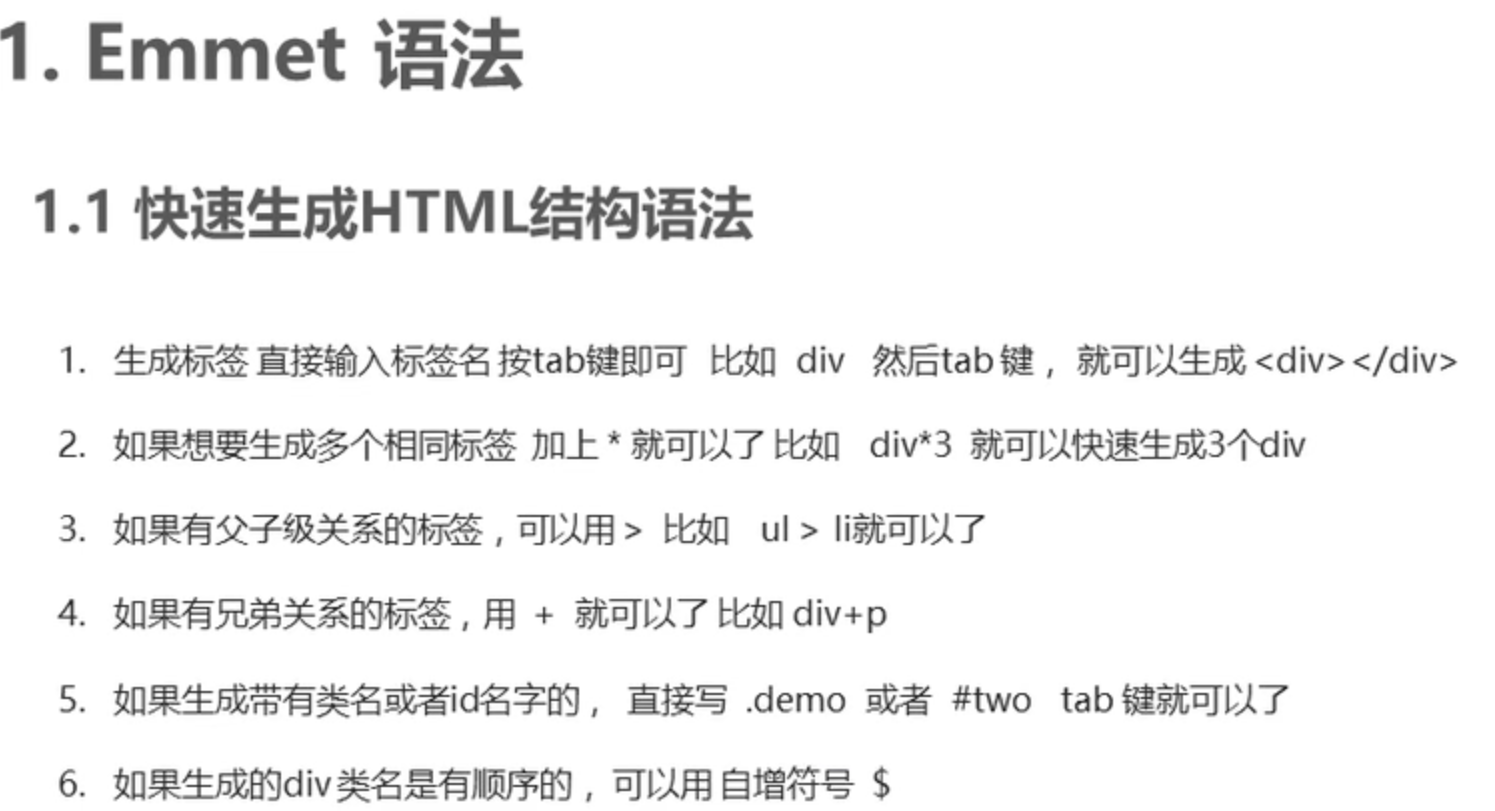 1. Emmet 语法
1.1 快速生成HTML结构语法
1. 生成标签 直接输入标签名 按tab键即可 比如 div 然后tab 键， 就可以生成 <div></div>
2. 如果想要生成多个相同标签 加上 * 就可以了 比如 div*3 就可以快速生成3个div
3. 如果有父子级关系的标签，可以用 > 比如 ul > li就可以了
4. 如果有兄弟关系的标签，用 + 就可以了 比如 div+p
5. 如果生成带有类名或者id名字的， 直接写 .demo 或者 #two tab 键就可以了
6. 如果生成的div 类名是有顺序的， 可以用 自增符号 $